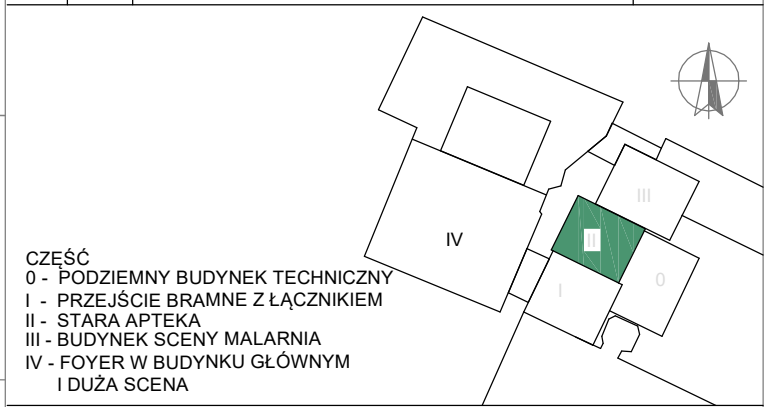 III
IV
II
I
0
CZĘŚĆ
0 - PODZIEMNY BUDYNEK TECHNICZNY
I - PRZEJŚCIE BRAMNE Z ŁĄCZNIKIEM
II - STARA APTEKA
III - BUDYNEK SCENY MALARNIA
IV - FOYER W BUDYNKU GŁÓWNYM
I DUŻA SCENA